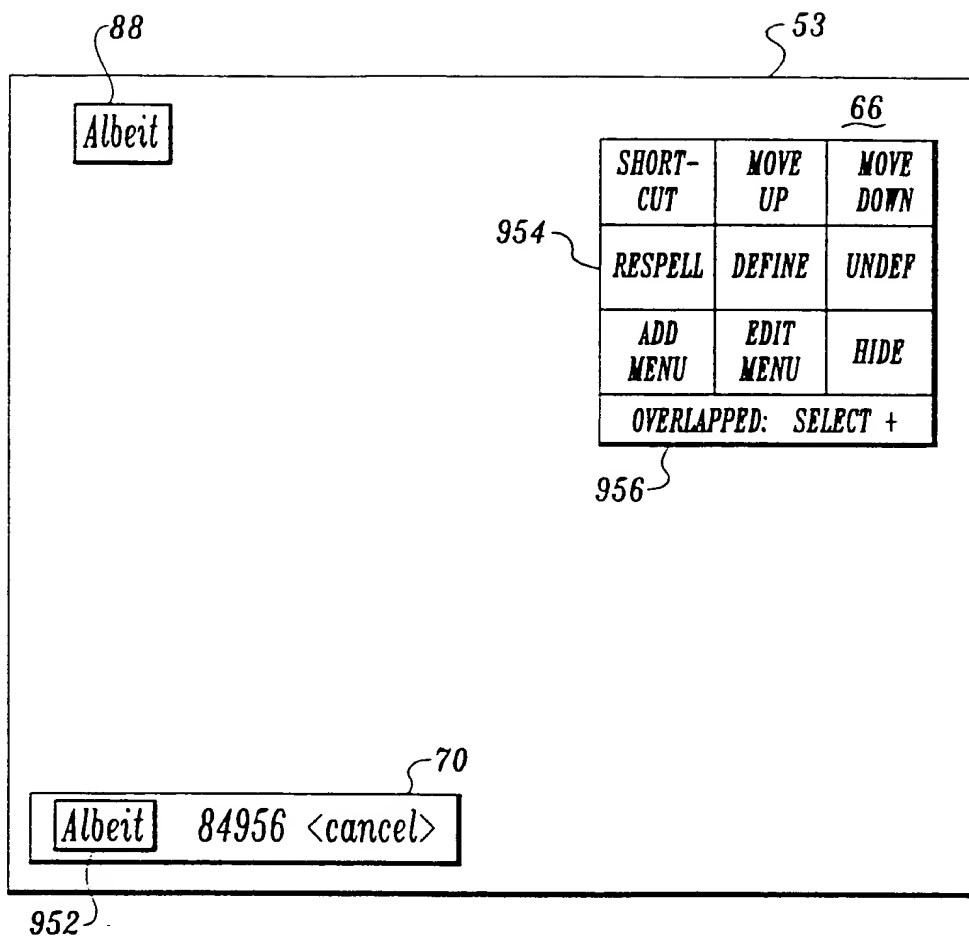 88
53
Albeit
66
SHORT-
CUT
MOVE
UP
MOVE
DOWN
954
RESPELL
DEFINE
UNDEF
ADD
MENU
EDIT
MENU
HIDE
OVERLAPPED: SELECT +
956
70
Albeit 84956 <cancel>
952